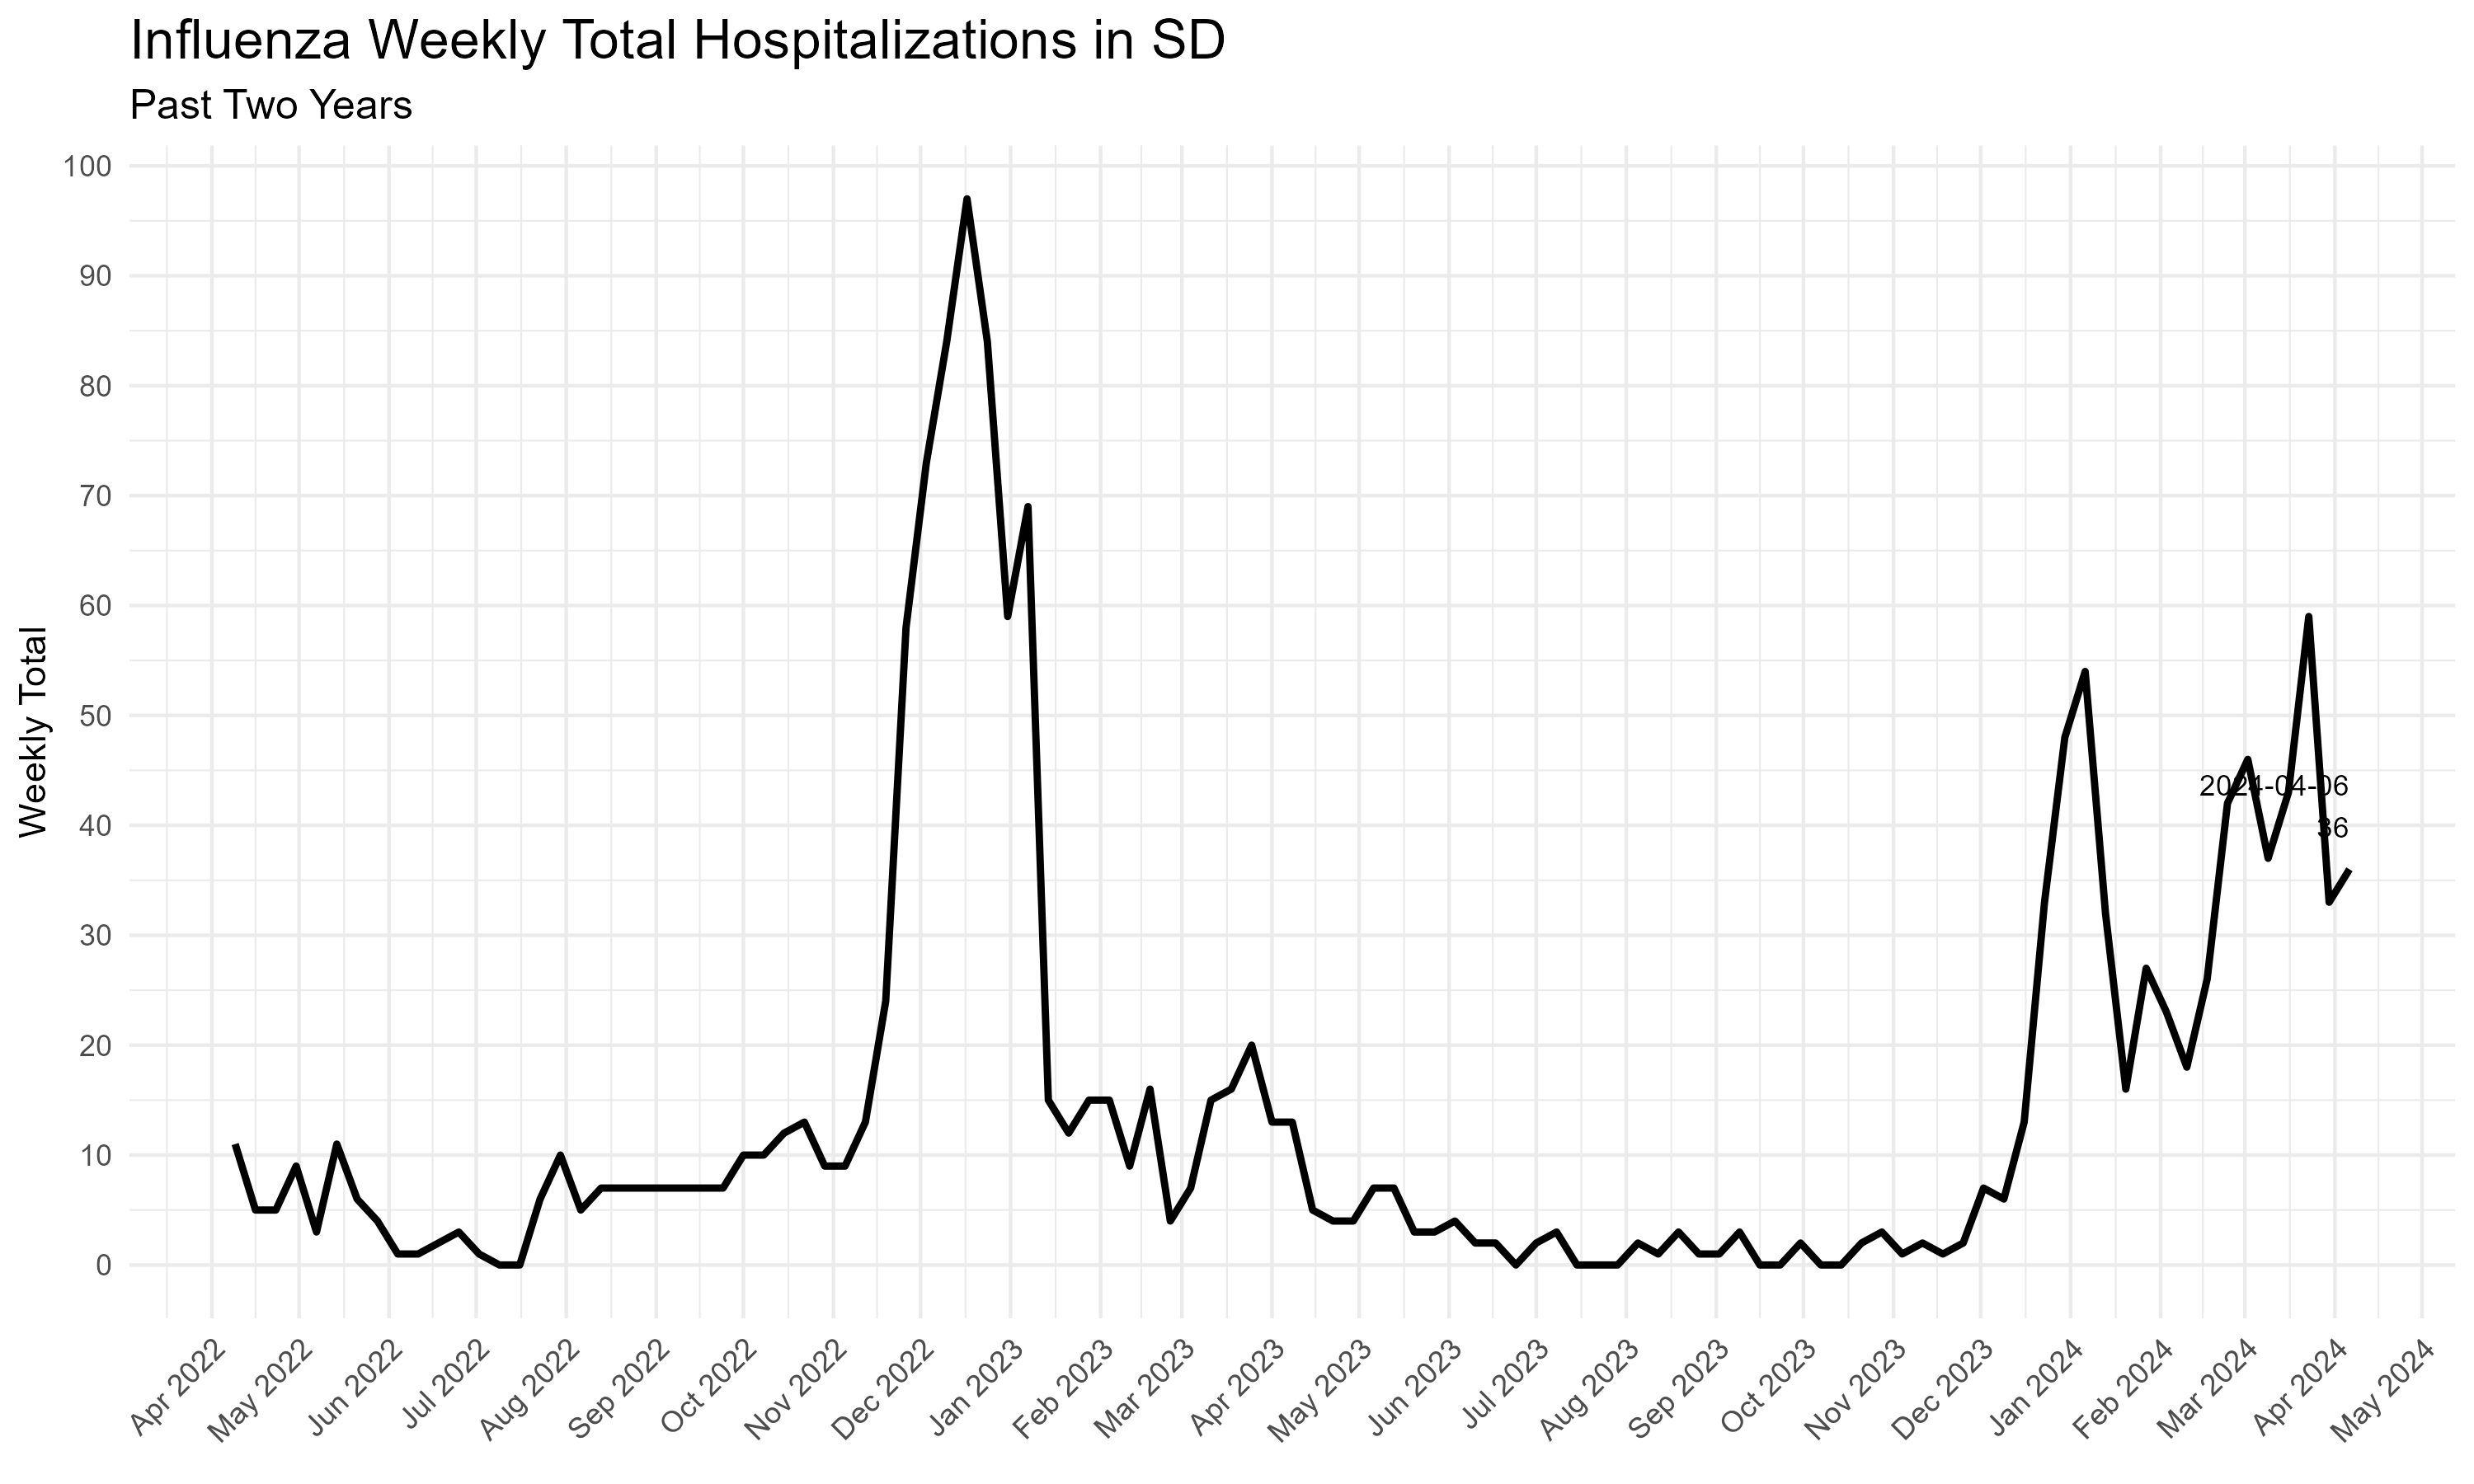 Influenza Weekly Total Hospitalizations in SD
Past Two Years
100
90
80
70
60
50
40
30
20
10
0
Weekly Total
2024-04-06
36
Apr 2022
May 2022
Jun 2022
Jul 2022
Aug 2022
Sep 2022
Oct 2022
Nov 2022
Dec 2022
Jan 2023
Feb 2023
Mar 2023
Apr 2023
May 2023
Jun 2023
Jul 2023
Aug 2023
Sep 2023
Oct 2023
Nov 2023
Dec 2023
Jan 2024
Feb 2024
Mar 2024
Apr 2024
May 2024